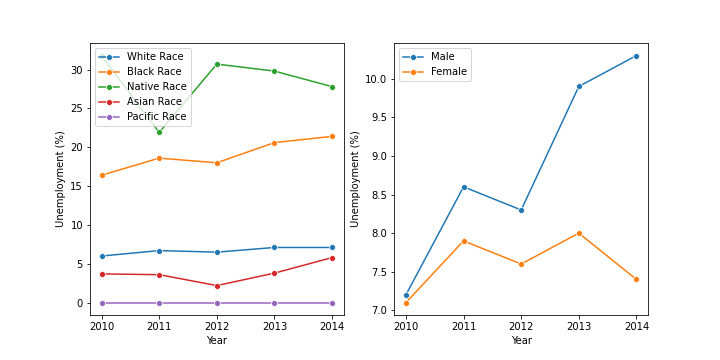 White Race
Black Race
Native Race
Asian Race
Pacific Race
Unemployment (%)
30
25
20
15
10
5
0
2010 2011 2012 2013 2014
Year
Male
Female
Unemployment (%)
10.0
9.5
9.0
8.5
8.0
7.5
7.0
2010 2011 2012 2013 2014
Year